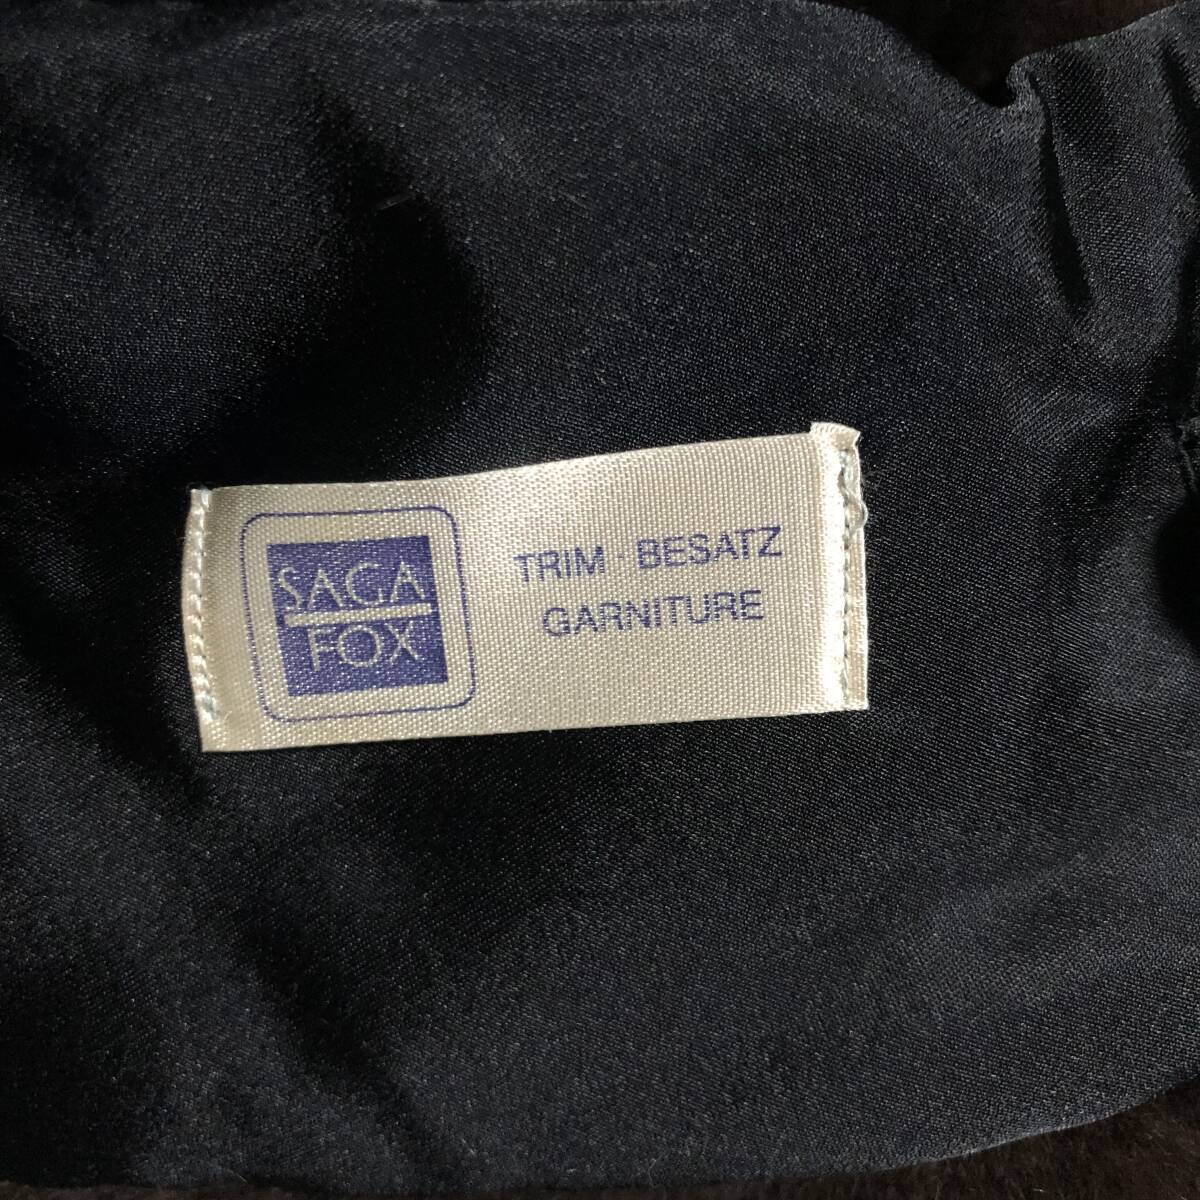 SAGA
FOX
TRIM · BESATZ
GARNITURE